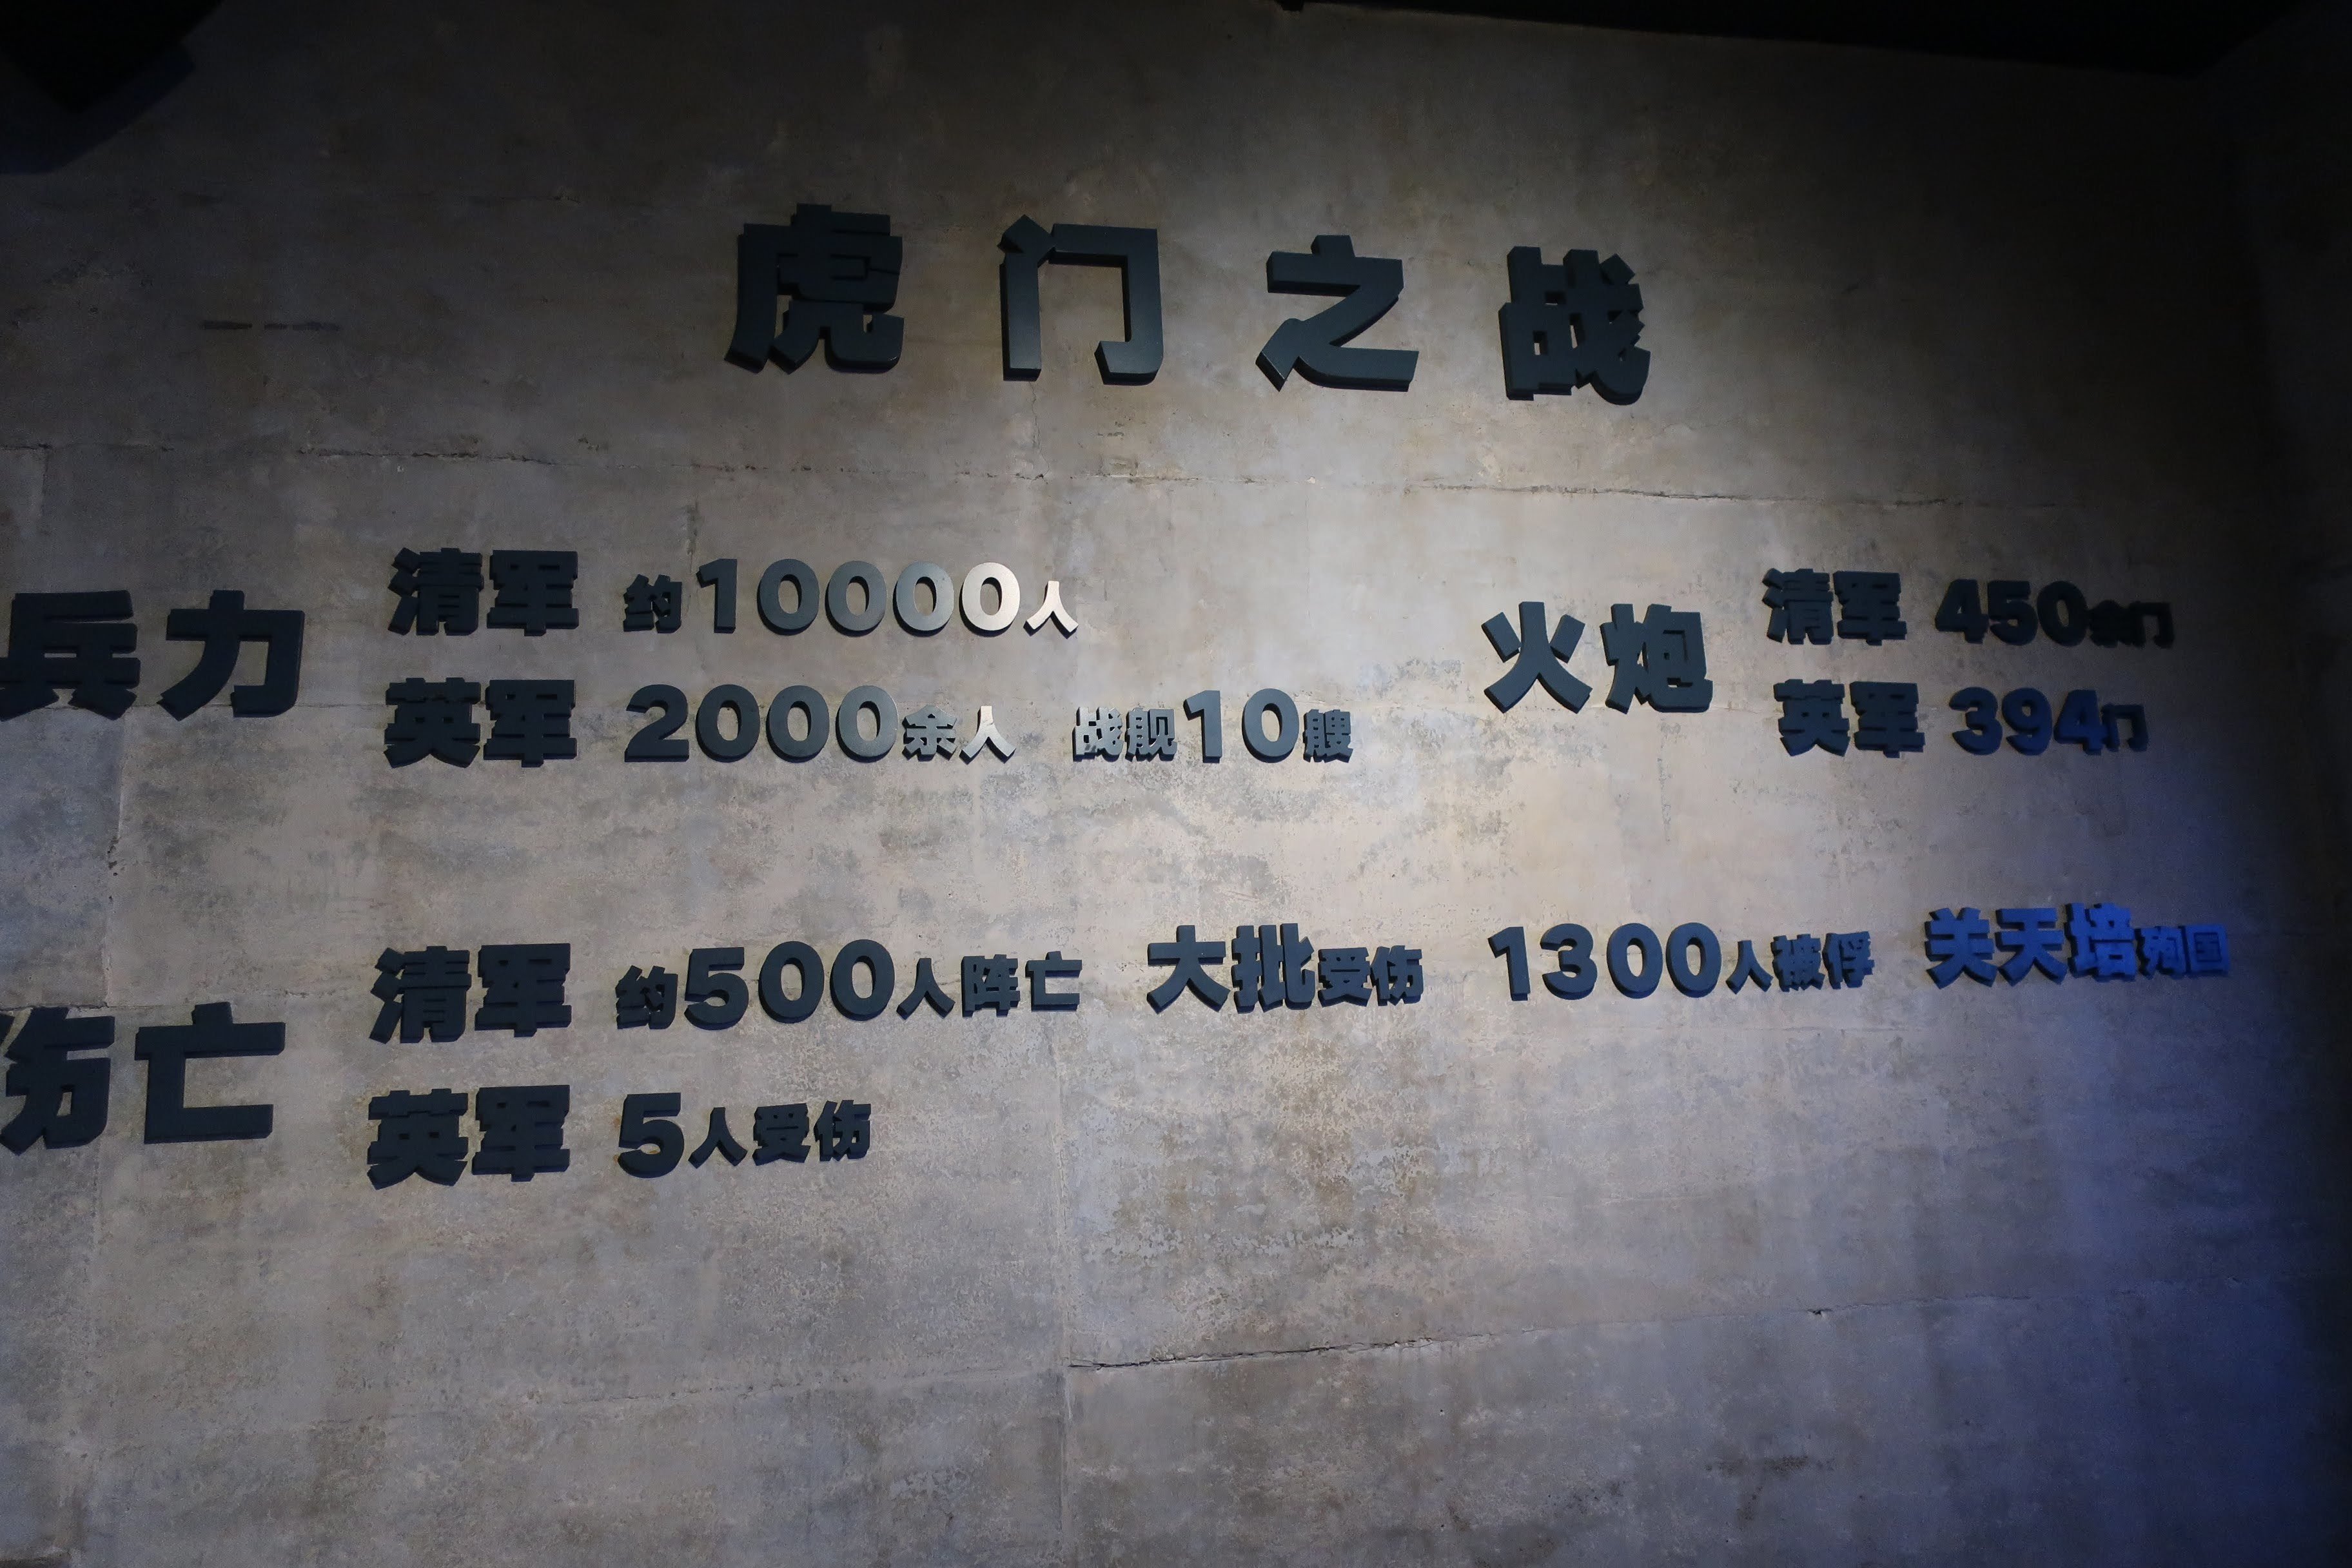 虎门之战
兵力
清军 约10000人
英军 2000余人 战舰10艘
火炮
清军 450余门
英军 394门
伤亡
清军 约500人阵亡 大批受伤 1300人被俘 关天培殉国
英军 5人受伤